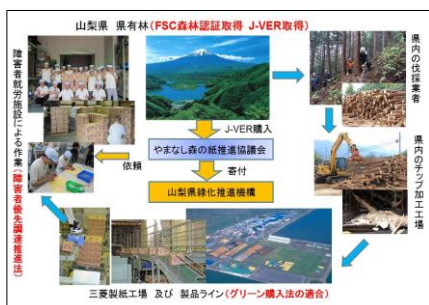 山梨県 県有林(FSC森林認証取得 J-VER取得)
障害者就労施設による作業(障害者優先調達推進法)
県内の伐採業者
J-VER購入
やまなし森の紙推進協議会
依頼
寄付
山梨県緑化推進機構
県内のチップ加工工場
三菱製紙工場 及び 製品ライン(グリーン購入法の適合)